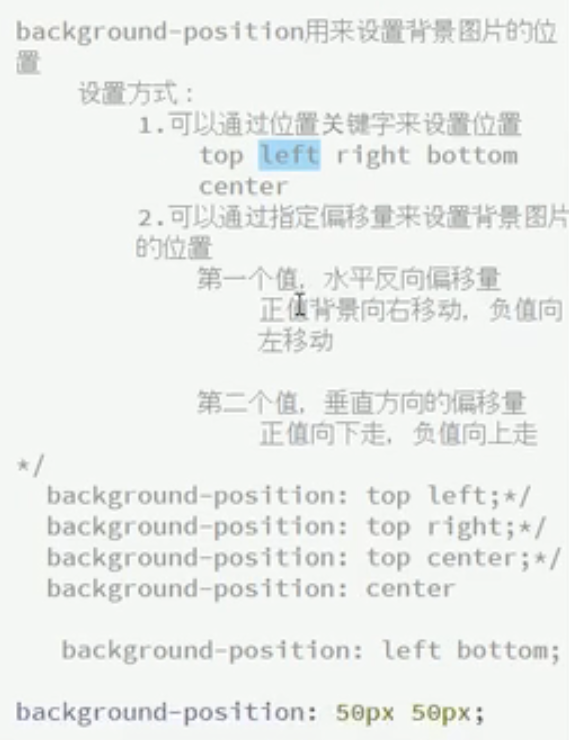 background-position用来设置背景图片的位
置
设置方式：
1.可以通过位置关键字来设置位置
top left right bottom
center
2.可以通过指定偏移量来设置背景图片
的位置
第一个值，水平反向偏移量
正值背景向右移动，负值向
左移动
第二个值，垂直方向的偏移量
正值向下走，负值向上走
*/
background-position: top left;*/
background-position: top right;*/
background-position: top center;*/
background-position: center
background-position: left bottom;
background-position: 50px 50px;